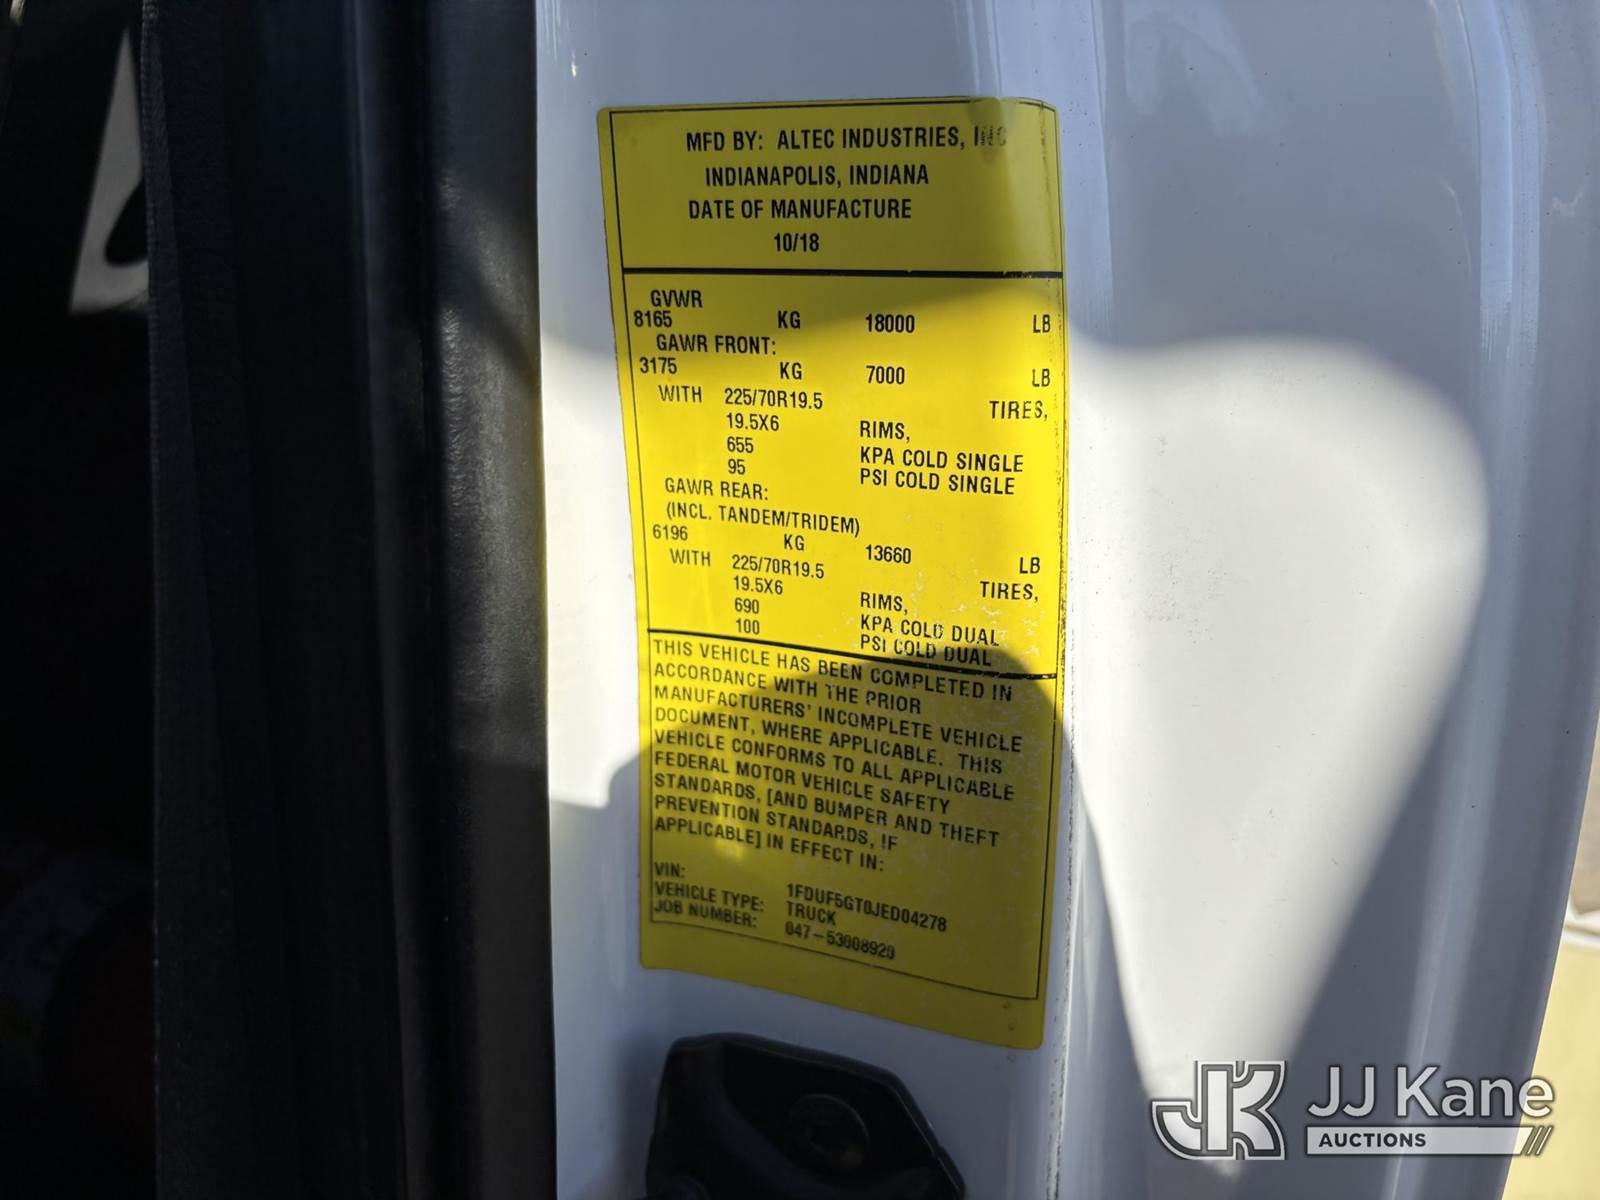 MFD BY: ALTEC INDUSTRIES, INC
INDIANAPOLIS, INDIANA
DATE OF MANUFACTURE
10/18
GVWR
8165 KG 18000 LB
GAWR FRONT:
3175 KG 7000 LB
WITH 225/70R19.5 TIRES,
19.5X6 RIMS,
655 KPA COLD SINGLE
95 PSI COLD SINGLE
GAWR REAR:
(INCL. TANDEM/TRIDEM)
6196 KG 13660 LB
WITH 225/70R19.5 TIRES,
19.5X6 RIMS,
690 KPA COLD DUAL
100 PSI COLD DUAL
THIS VEHICLE HAS BEEN COMPLETED IN
ACCORDANCE WITH THE PRIOR
MANUFACTURERS' INCOMPLETE VEHICLE
DOCUMENT, WHERE APPLICABLE. THIS
VEHICLE CONFORMS TO ALL APPLICABLE
FEDERAL MOTOR VEHICLE SAFETY
STANDARDS, [AND BUMPER AND THEFT
PREVENTION STANDARDS, IF
APPLICABLE] IN EFFECT IN:
VIN: 1FDUF5GT0JED04278
VEHICLE TYPE: TRUCK
JOB NUMBER: 047-53008920
JJ Kane
AUCTIONS